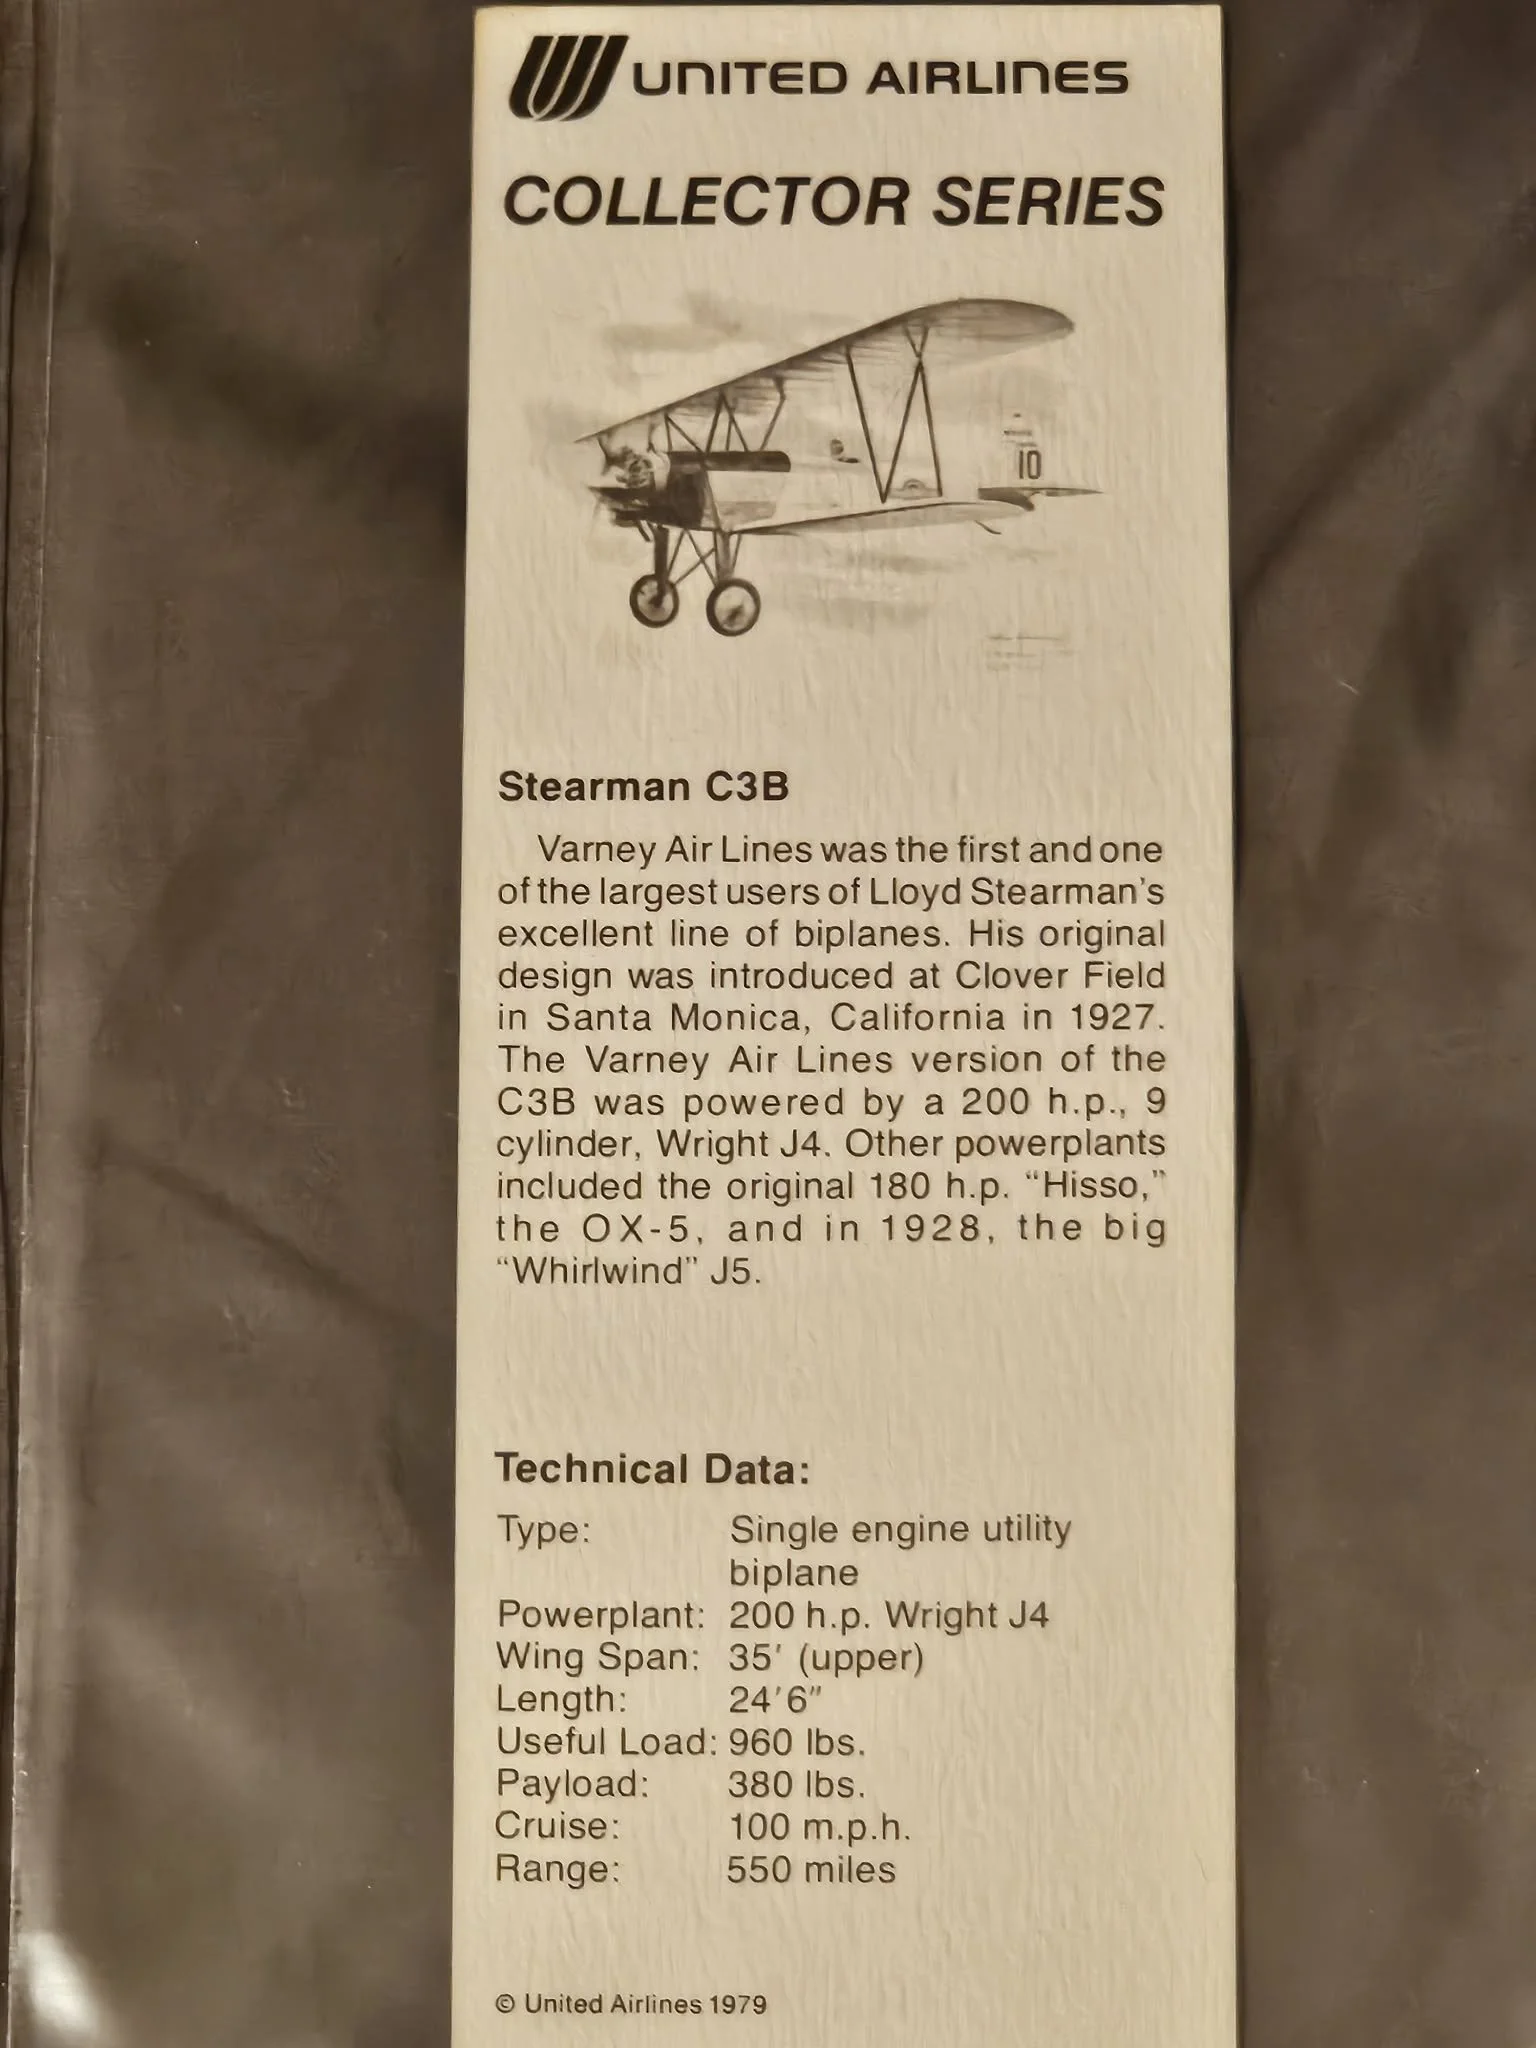 UNITED AIRLINES
COLLECTOR SERIES
10
Stearman C3B
Varney Air Lines was the first and one
of the largest users of Lloyd Stearman's
excellent line of biplanes. His original
design was introduced at Clover Field
in Santa Monica, California in 1927.
The Varney Air Lines version of the
C3B was powered by a 200 h.p., 9
cylinder, Wright J4. Other powerplants
included the original 180 h.p. “Hisso,”
the OX-5, and in 1928, the big
“Whirlwind” J5.
Technical Data:
Type: Single engine utility
biplane
Powerplant: 200 h.p. Wright J4
Wing Span: 35' (upper)
Length: 24'6"
Useful Load: 960 lbs.
Payload: 380 lbs.
Cruise: 100 m.p.h.
Range: 550 miles
© United Airlines 1979